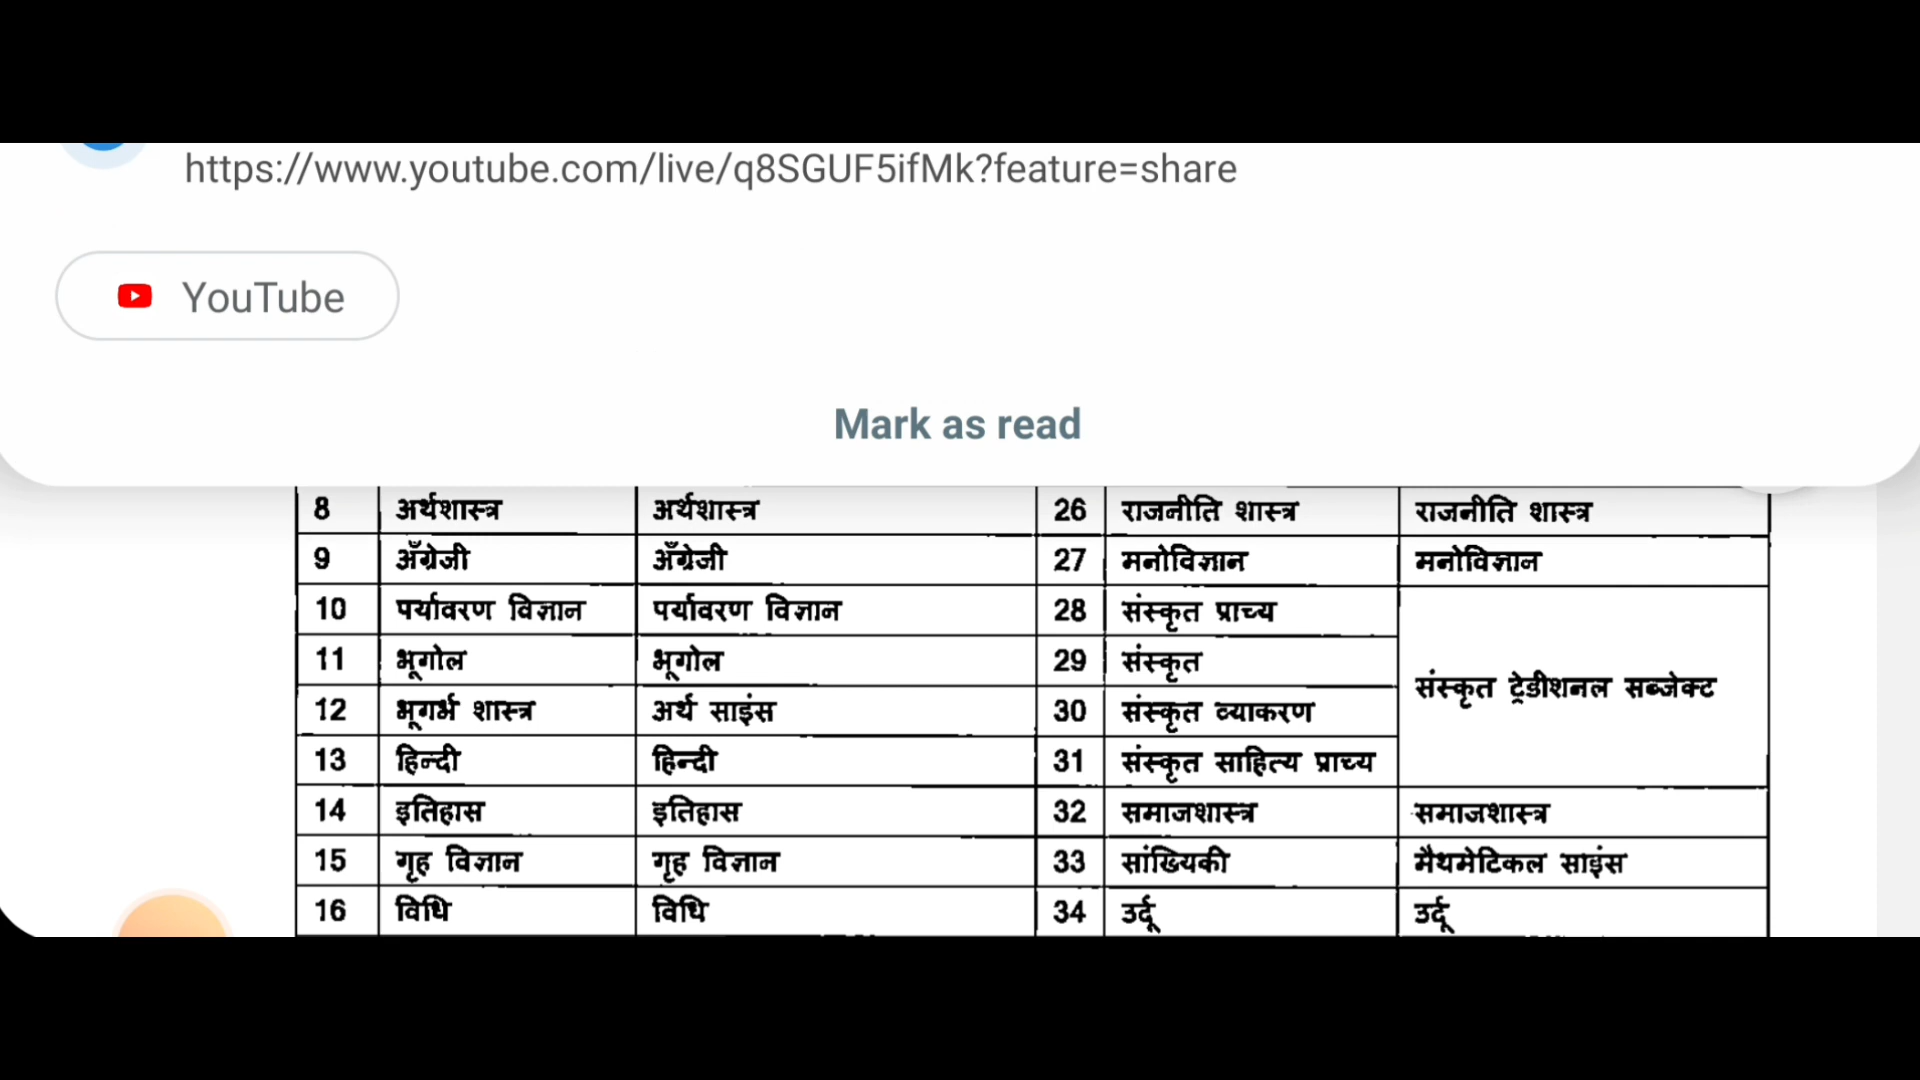 https://www.youtube.com/live/q8SGUF5ifMk?feature=share
YouTube
Mark as read
8 अर्थशास्त्र अर्थशास्त्र 26 राजनीति शास्त्र राजनीति शास्त्र
9 अँग्रेजी अँग्रेजी 27 मनोविज्ञान मनोविज्ञान
10 पर्यावरण विज्ञान पर्यावरण विज्ञान 28 संस्कृत प्राच्य
11 भूगोल भूगोल 29 संस्कृत संस्कृत ट्रेडीशनल सब्जेक्ट
12 भूगर्भ शास्त्र अर्थ साइंस 30 संस्कृत व्याकरण
13 हिन्दी हिन्दी 31 संस्कृत साहित्य प्राच्य
14 इतिहास इतिहास 32 समाजशास्त्र समाजशास्त्र
15 गृह विज्ञान गृह विज्ञान 33 सांख्यिकी मैथमेटिकल साइंस
16 विधि विधि 34 उर्दू उर्दू